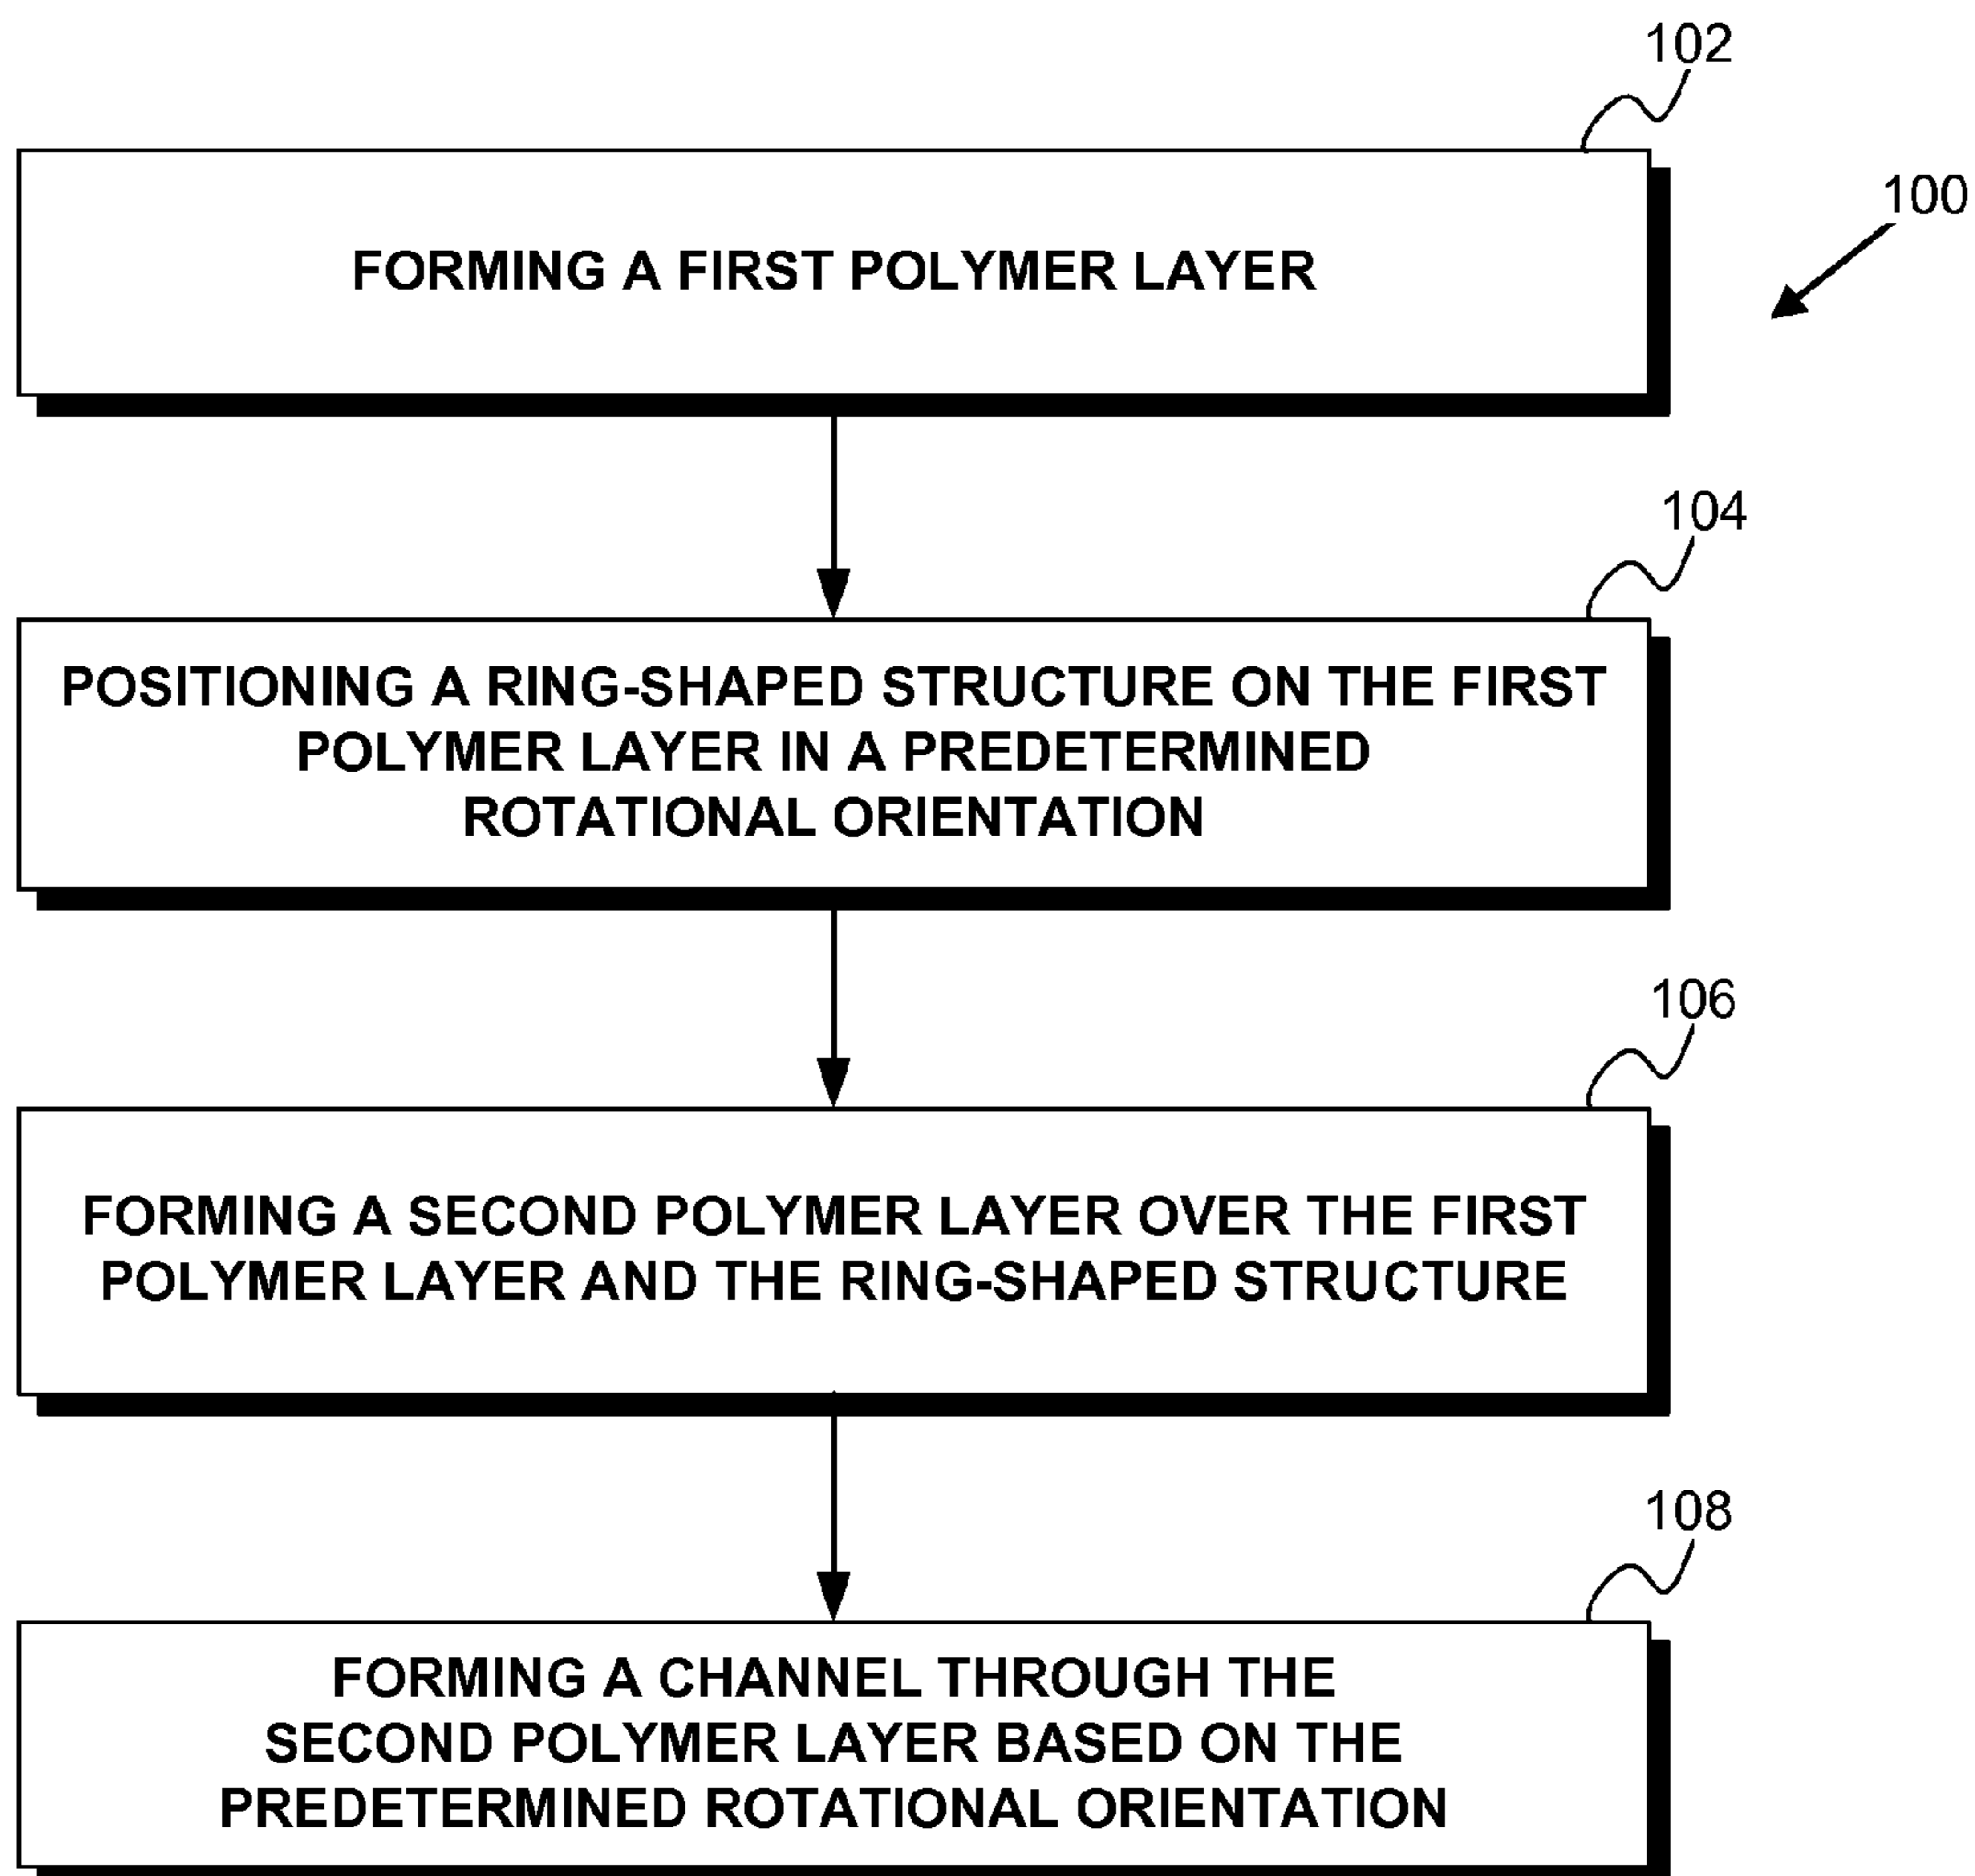 102
100
FORMING A FIRST POLYMER LAYER
104
POSITIONING A RING-SHAPED STRUCTURE ON THE FIRST
POLYMER LAYER IN A PREDETERMINED
ROTATIONAL ORIENTATION
106
FORMING A SECOND POLYMER LAYER OVER THE FIRST
POLYMER LAYER AND THE RING-SHAPED STRUCTURE
108
FORMING A CHANNEL THROUGH THE
SECOND POLYMER LAYER BASED ON THE
PREDETERMINED ROTATIONAL ORIENTATION